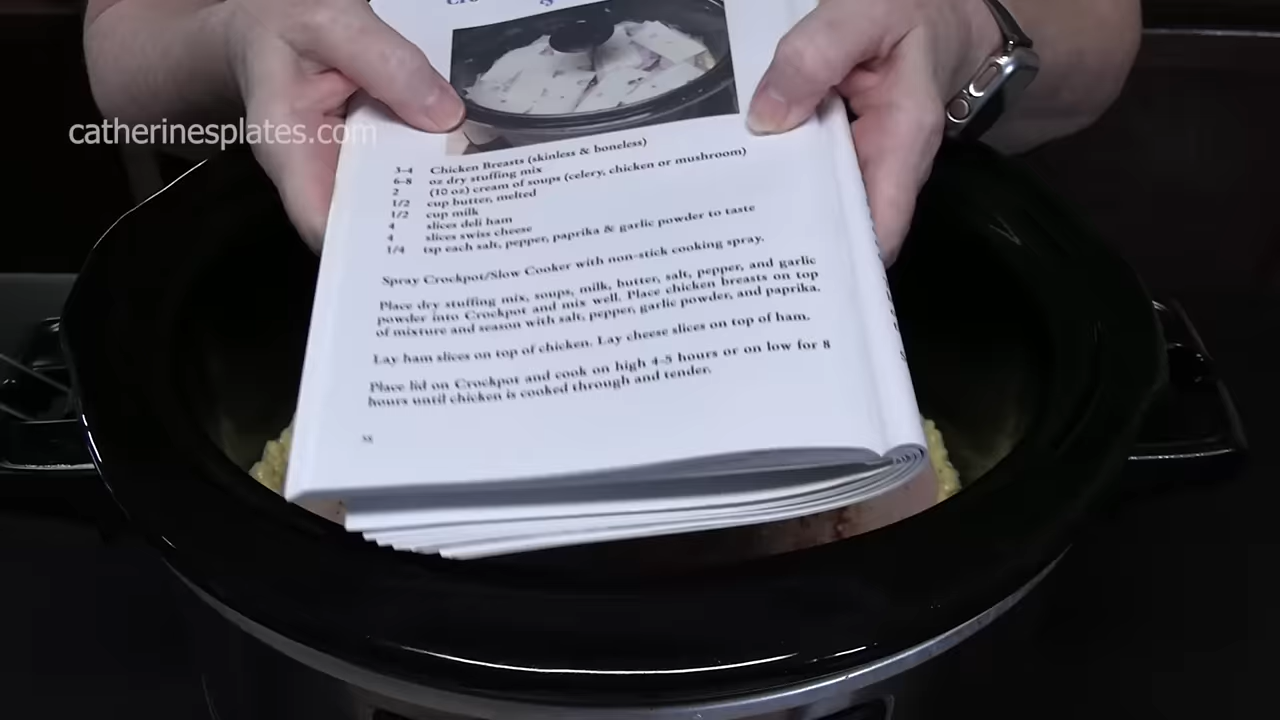 catherinesplates.com
3-4 Chicken Breasts (skinless & boneless)
6-8 oz dry stuffing mix
2 (10 oz) cream of soups (celery, chicken or mushroom)
1/2 cup butter, melted
1/2 cup milk
4 slices deli ham
4 slices swiss cheese
1/4 tsp each salt, pepper, paprika & garlic powder to taste
Spray Crockpot/Slow Cooker with non-stick cooking spray.
Place dry stuffing mix, soups, milk, butter, salt, pepper, and garlic
powder into Crockpot and mix well. Place chicken breasts on top
of mixture and season with salt, pepper, garlic powder, and paprika.
Lay ham slices on top of chicken. Lay cheese slices on top of ham.
Place lid on Crockpot and cook on high 4-5 hours or on low for 8
hours until chicken is cooked through and tender.